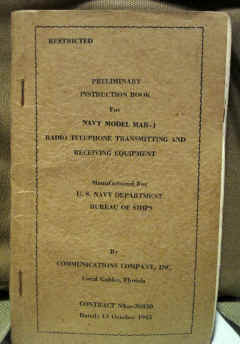 RESTRICTED
PRELIMINARY
INSTRUCTION BOOK
For
NAVY MODEL MAR-1
RADIO TELEPHONE TRANSMITTING AND
RECEIVING EQUIPMENT
Manufactured For
U. S. NAVY DEPARTMENT
BUREAU OF SHIPS
By
COMMUNICATIONS COMPANY, INC.
Coral Gables, Florida
CONTRACT
Dated: 13 October 1943